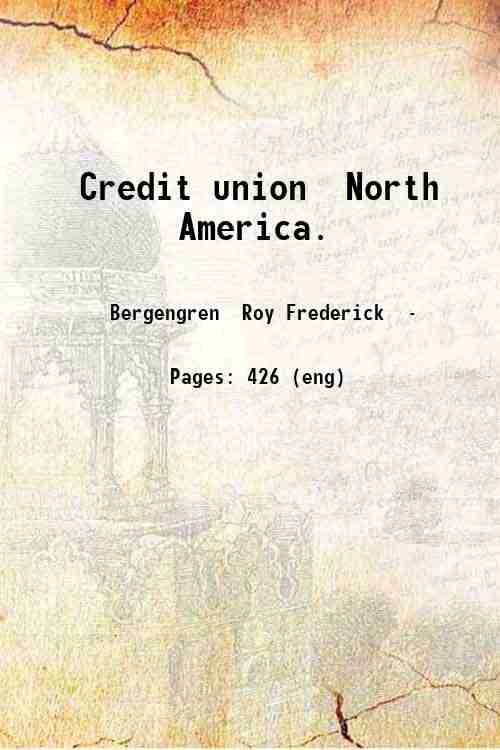 Credit union  North
America.
Bergengren  Roy Frederick  -
Pages: 426 (eng)